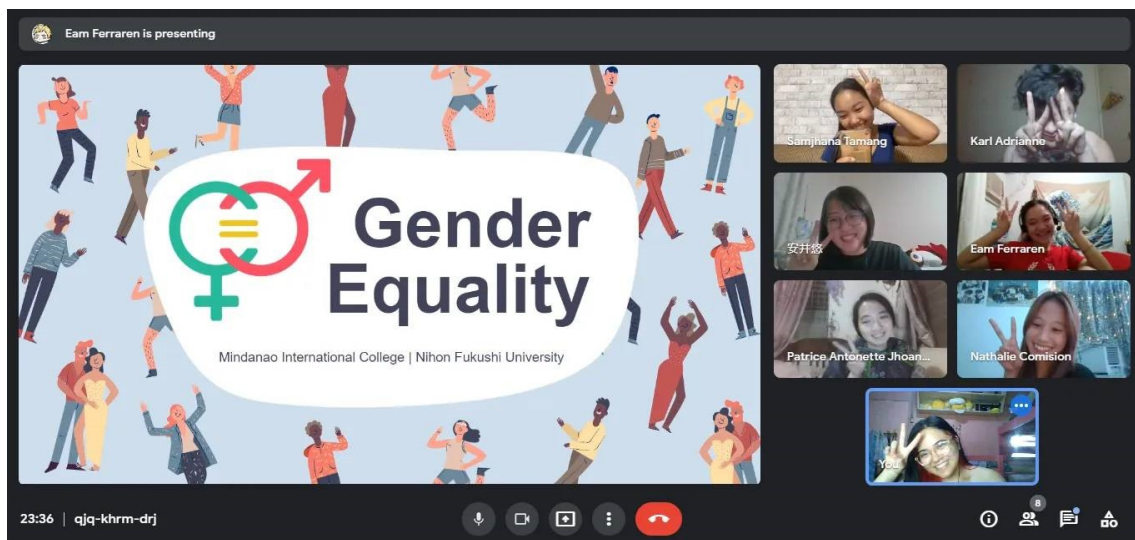 Eam Ferraren is presenting
Gender
Equality
Mindanao International College | Nihon Fukushi University
Samjhana Tamang
Karl Adrianne
安井悠
Eam Ferraren
Patrice Antonette Jhoan...
Nathalie Comision
You
23:36 | qjq-khrm-drj
8